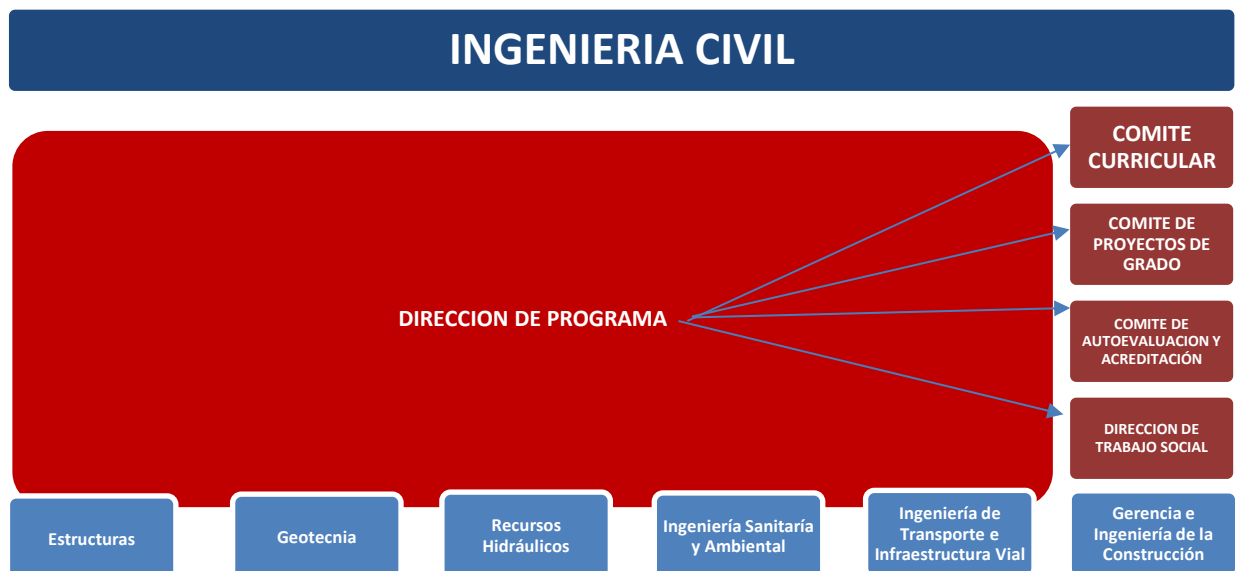 INGENIERIA CIVIL
COMITE
CURRICULAR
COMITE DE
PROYECTOS DE
GRADO
DIRECCION DE PROGRAMA
COMITE DE
AUTOEVALUACION Y
ACREDITACIÓN
DIRECCION DE
TRABAJO SOCIAL
Estructuras
Geotecnia
Recursos
Hidráulicos
Ingeniería Sanitaría
y Ambiental
Ingeniería de
Transporte e
Infraestructura Vial
Gerencia e
Ingeniería de la
Construcción